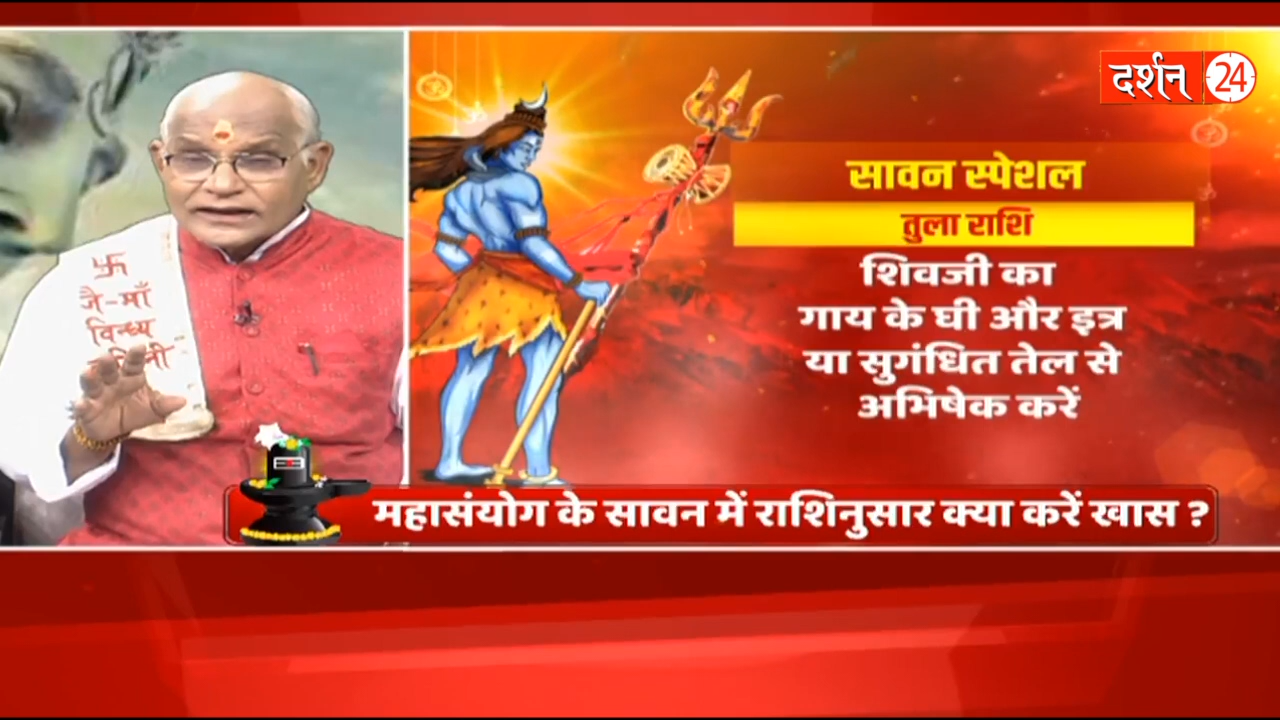 दर्शन 24
सावन स्पेशल
तुला राशि
शिवजी का
गाय के घी और इत्र
या सुगंधित तेल से
अभिषेक करें
जै-माँ
विन्ध्य
महासंयोग के सावन में राशिनुसार क्या करें खास ?